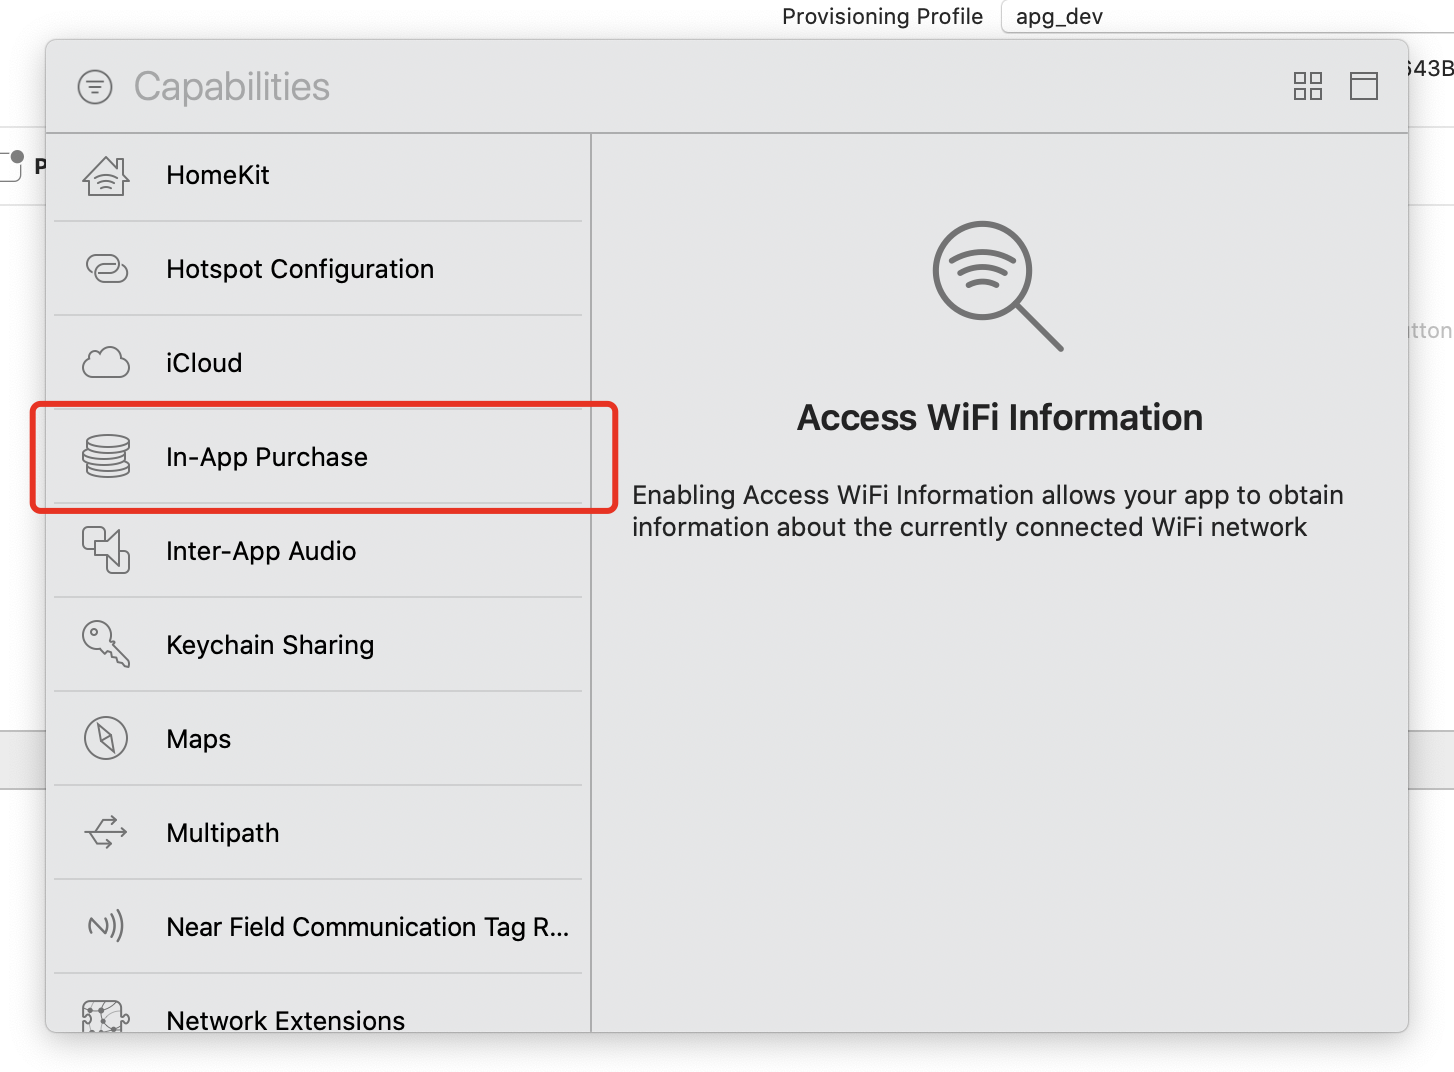 Provisioning Profile apg_dev
643B
Capabilities
P
HomeKit
Hotspot Configuration
iCloud
In-App Purchase
Inter-App Audio
Keychain Sharing
Maps
Multipath
Near Field Communication Tag R...
Network Extensions
Access WiFi Information
Enabling Access WiFi Information allows your app to obtain
information about the currently connected WiFi network
utton